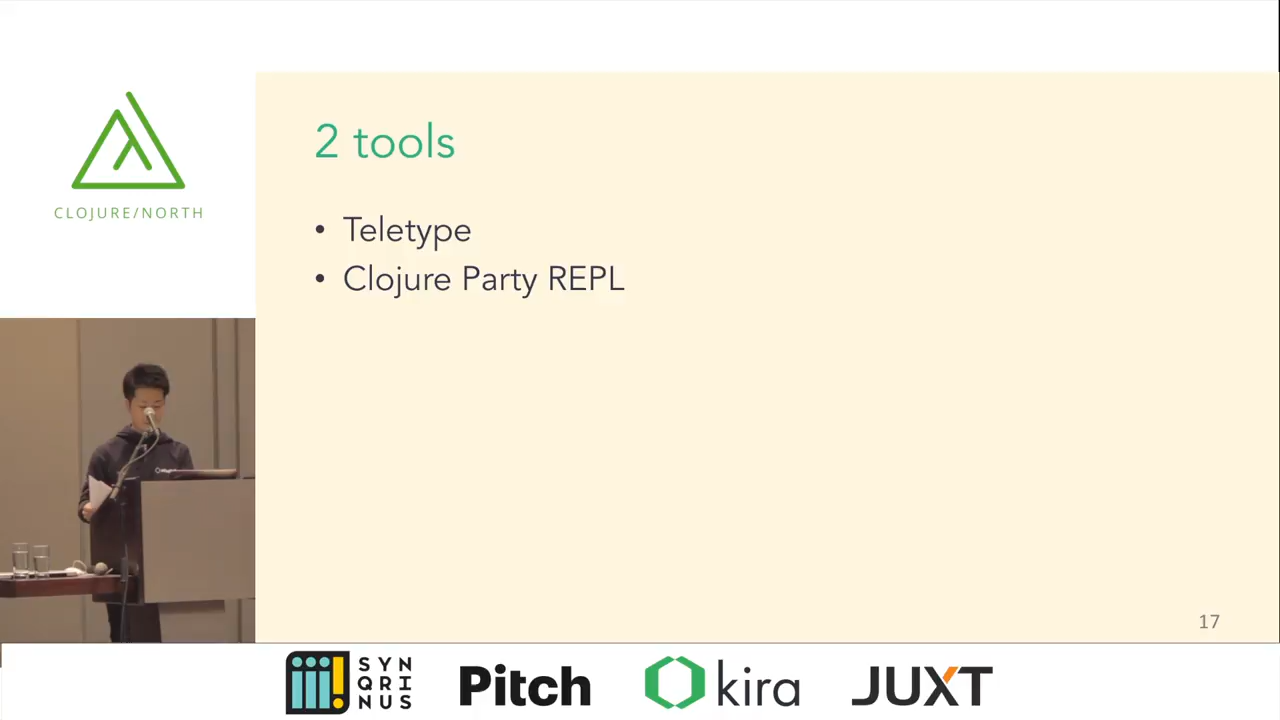 CLOJURE/NORTH
2 tools
• Teletype
• Clojure Party REPL
17
SYN
QRI
NUS
Pitch
kira
JUXT